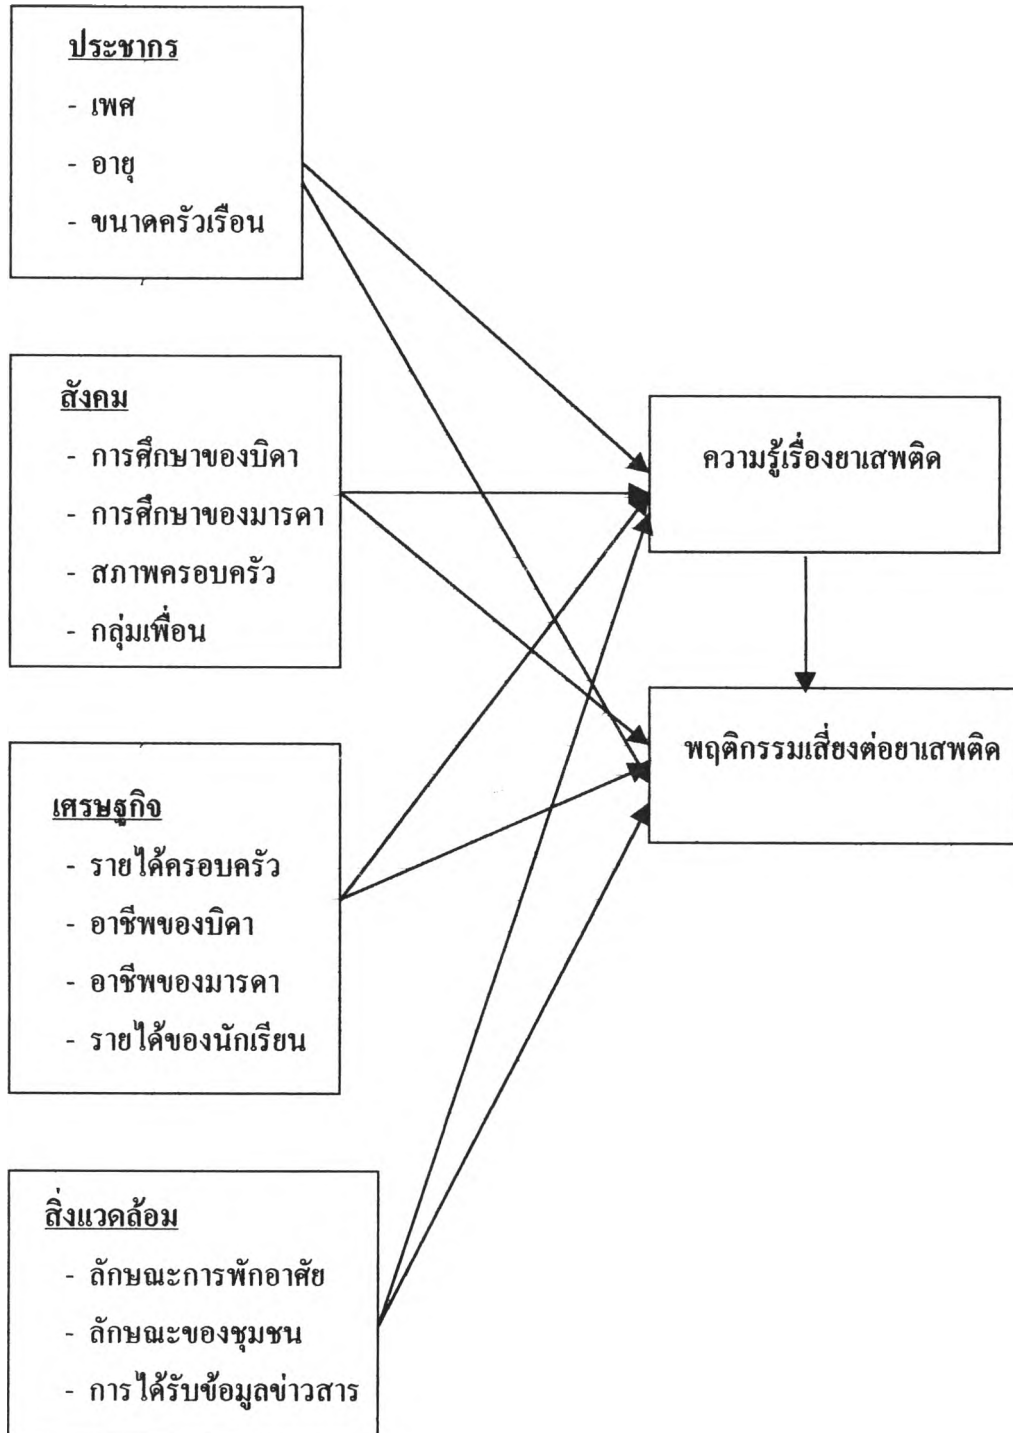 ประชากร
- เพศ
- อายุ
- ขนาดครัวเรือน
สังคม
- การศึกษาของบิดา
- การศึกษาของมารดา
- สภาพครอบครัว
- กลุ่มเพื่อน
เศรษฐกิจ
- รายได้ครอบครัว
- อาชีพของบิดา
- อาชีพของมารดา
- รายได้ของนักเรียน
สิ่งแวดล้อม
- ลักษณะการพักอาศัย
- ลักษณะของชุมชน
- การได้รับข้อมูลข่าวสาร
ความรู้เรื่องยาเสพติด
พฤติกรรมเสี่ยงต่อยาเสพติด